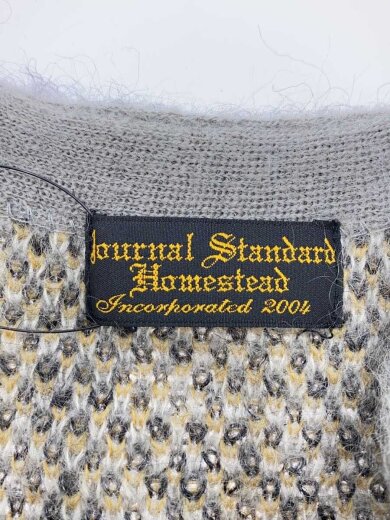 Journal Standard
Homestead
Incorporated 2004